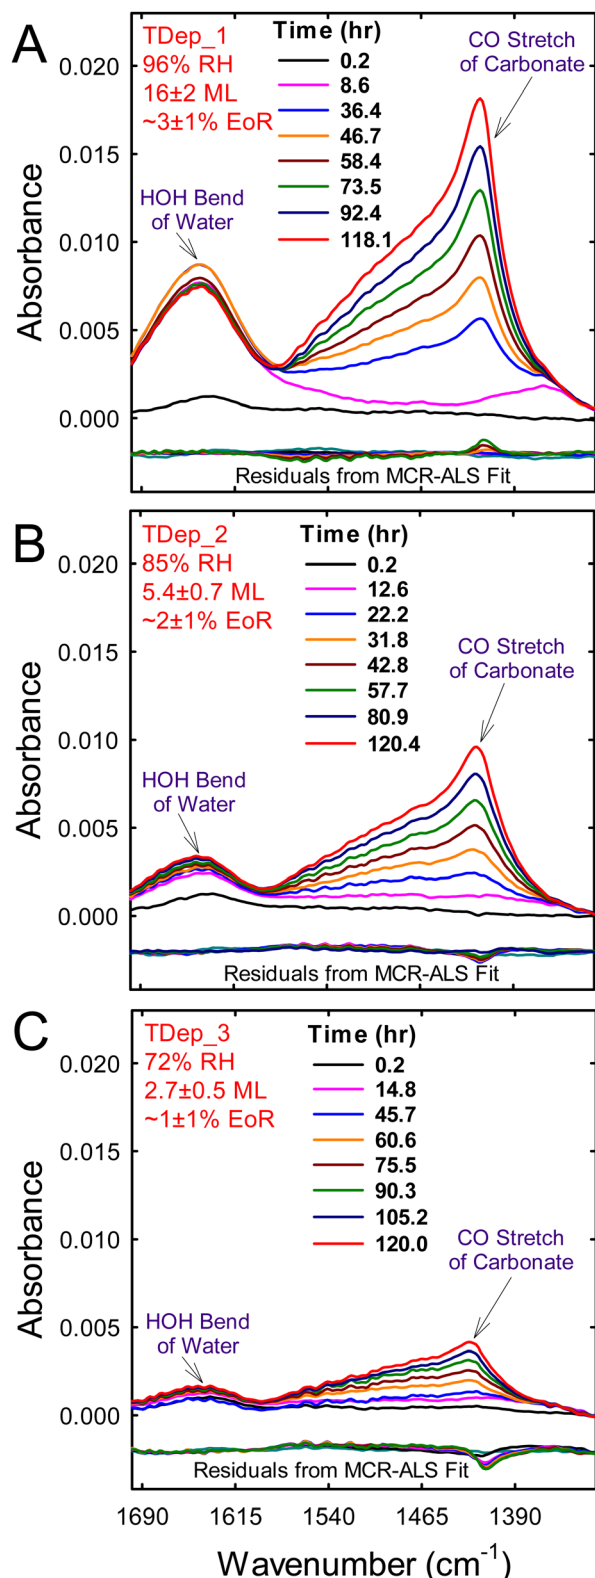 A
TDep_1
96% RH
16±2 ML
~3±1% EoR
Time (hr)
0.2
8.6
36.4
46.7
58.4
73.5
92.4
118.1
CO Stretch
of Carbonate
HOH Bend
of Water
Absorbance
0.020
0.015
0.010
0.005
0.000
Residuals from MCR-ALS Fit
B
TDep_2
85% RH
5.4±0.7 ML
~2±1% EoR
Time (hr)
0.2
12.6
22.2
31.8
42.8
57.7
80.9
120.4
CO Stretch
of Carbonate
HOH Bend
of Water
Absorbance
0.020
0.015
0.010
0.005
0.000
Residuals from MCR-ALS Fit
C
TDep_3
72% RH
2.7±0.5 ML
~1±1% EoR
Time (hr)
0.2
14.8
45.7
60.6
75.5
90.3
105.2
120.0
CO Stretch
of Carbonate
HOH Bend
of Water
Absorbance
0.020
0.015
0.010
0.005
0.000
Residuals from MCR-ALS Fit
1690 1615 1540 1465 1390
Wavenumber (cm⁻¹)